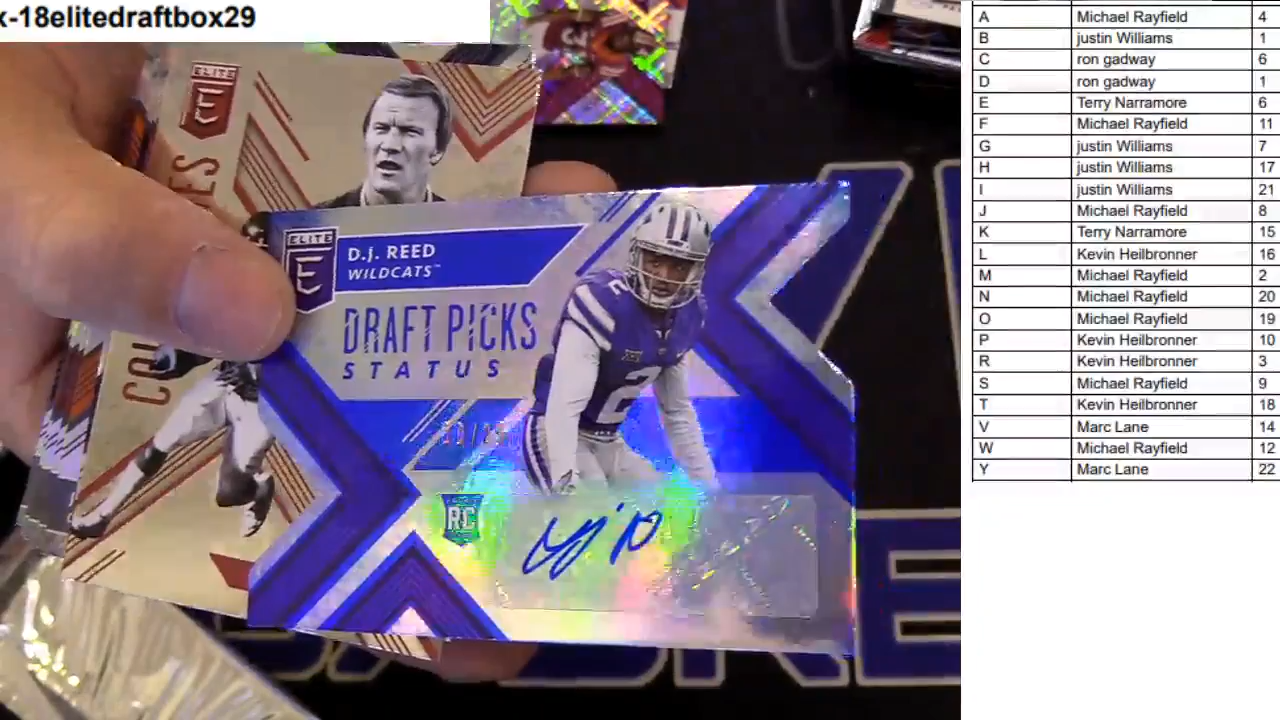 x-18elitedraftbox29
ELITE
E
ELITE
E
D.J. REED
WILDCATS™
DRAFT PICKS
STATUS
RC
2
A Michael Rayfield 4
B justin Williams 1
C ron gadway 6
D ron gadway 1
E Terry Narramore 6
F Michael Rayfield 11
G justin Williams 7
H justin Williams 17
I justin Williams 21
J Michael Rayfield 8
K Terry Narramore 15
L Kevin Heilbronner 16
M Michael Rayfield 2
N Michael Rayfield 20
O Michael Rayfield 19
P Kevin Heilbronner 10
R Kevin Heilbronner 3
S Michael Rayfield 9
T Kevin Heilbronner 18
V Marc Lane 14
W Michael Rayfield 12
Y Marc Lane 22